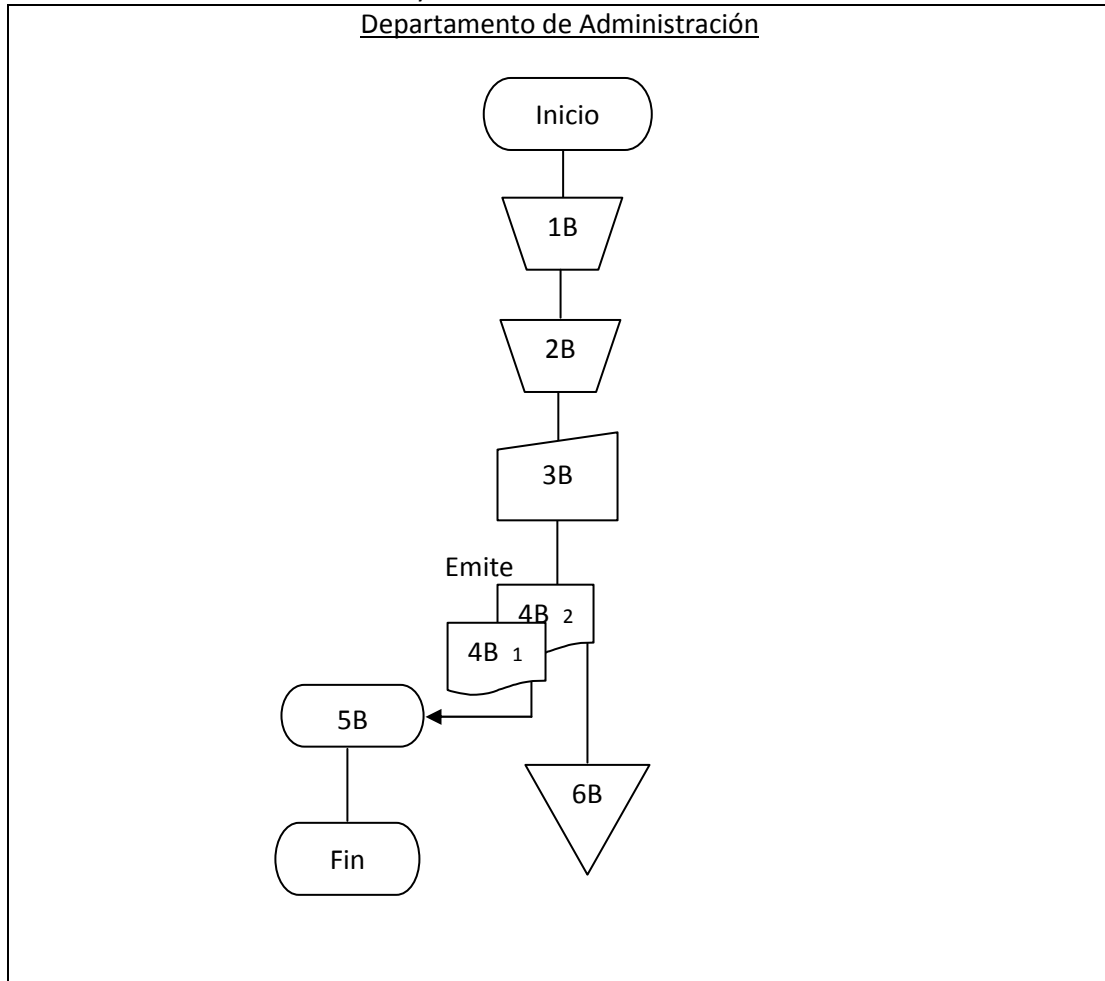 Departamento de Administración
Inicio
1B
2B
3B
Emite
4B 2
4B 1
5B
6B
Fin